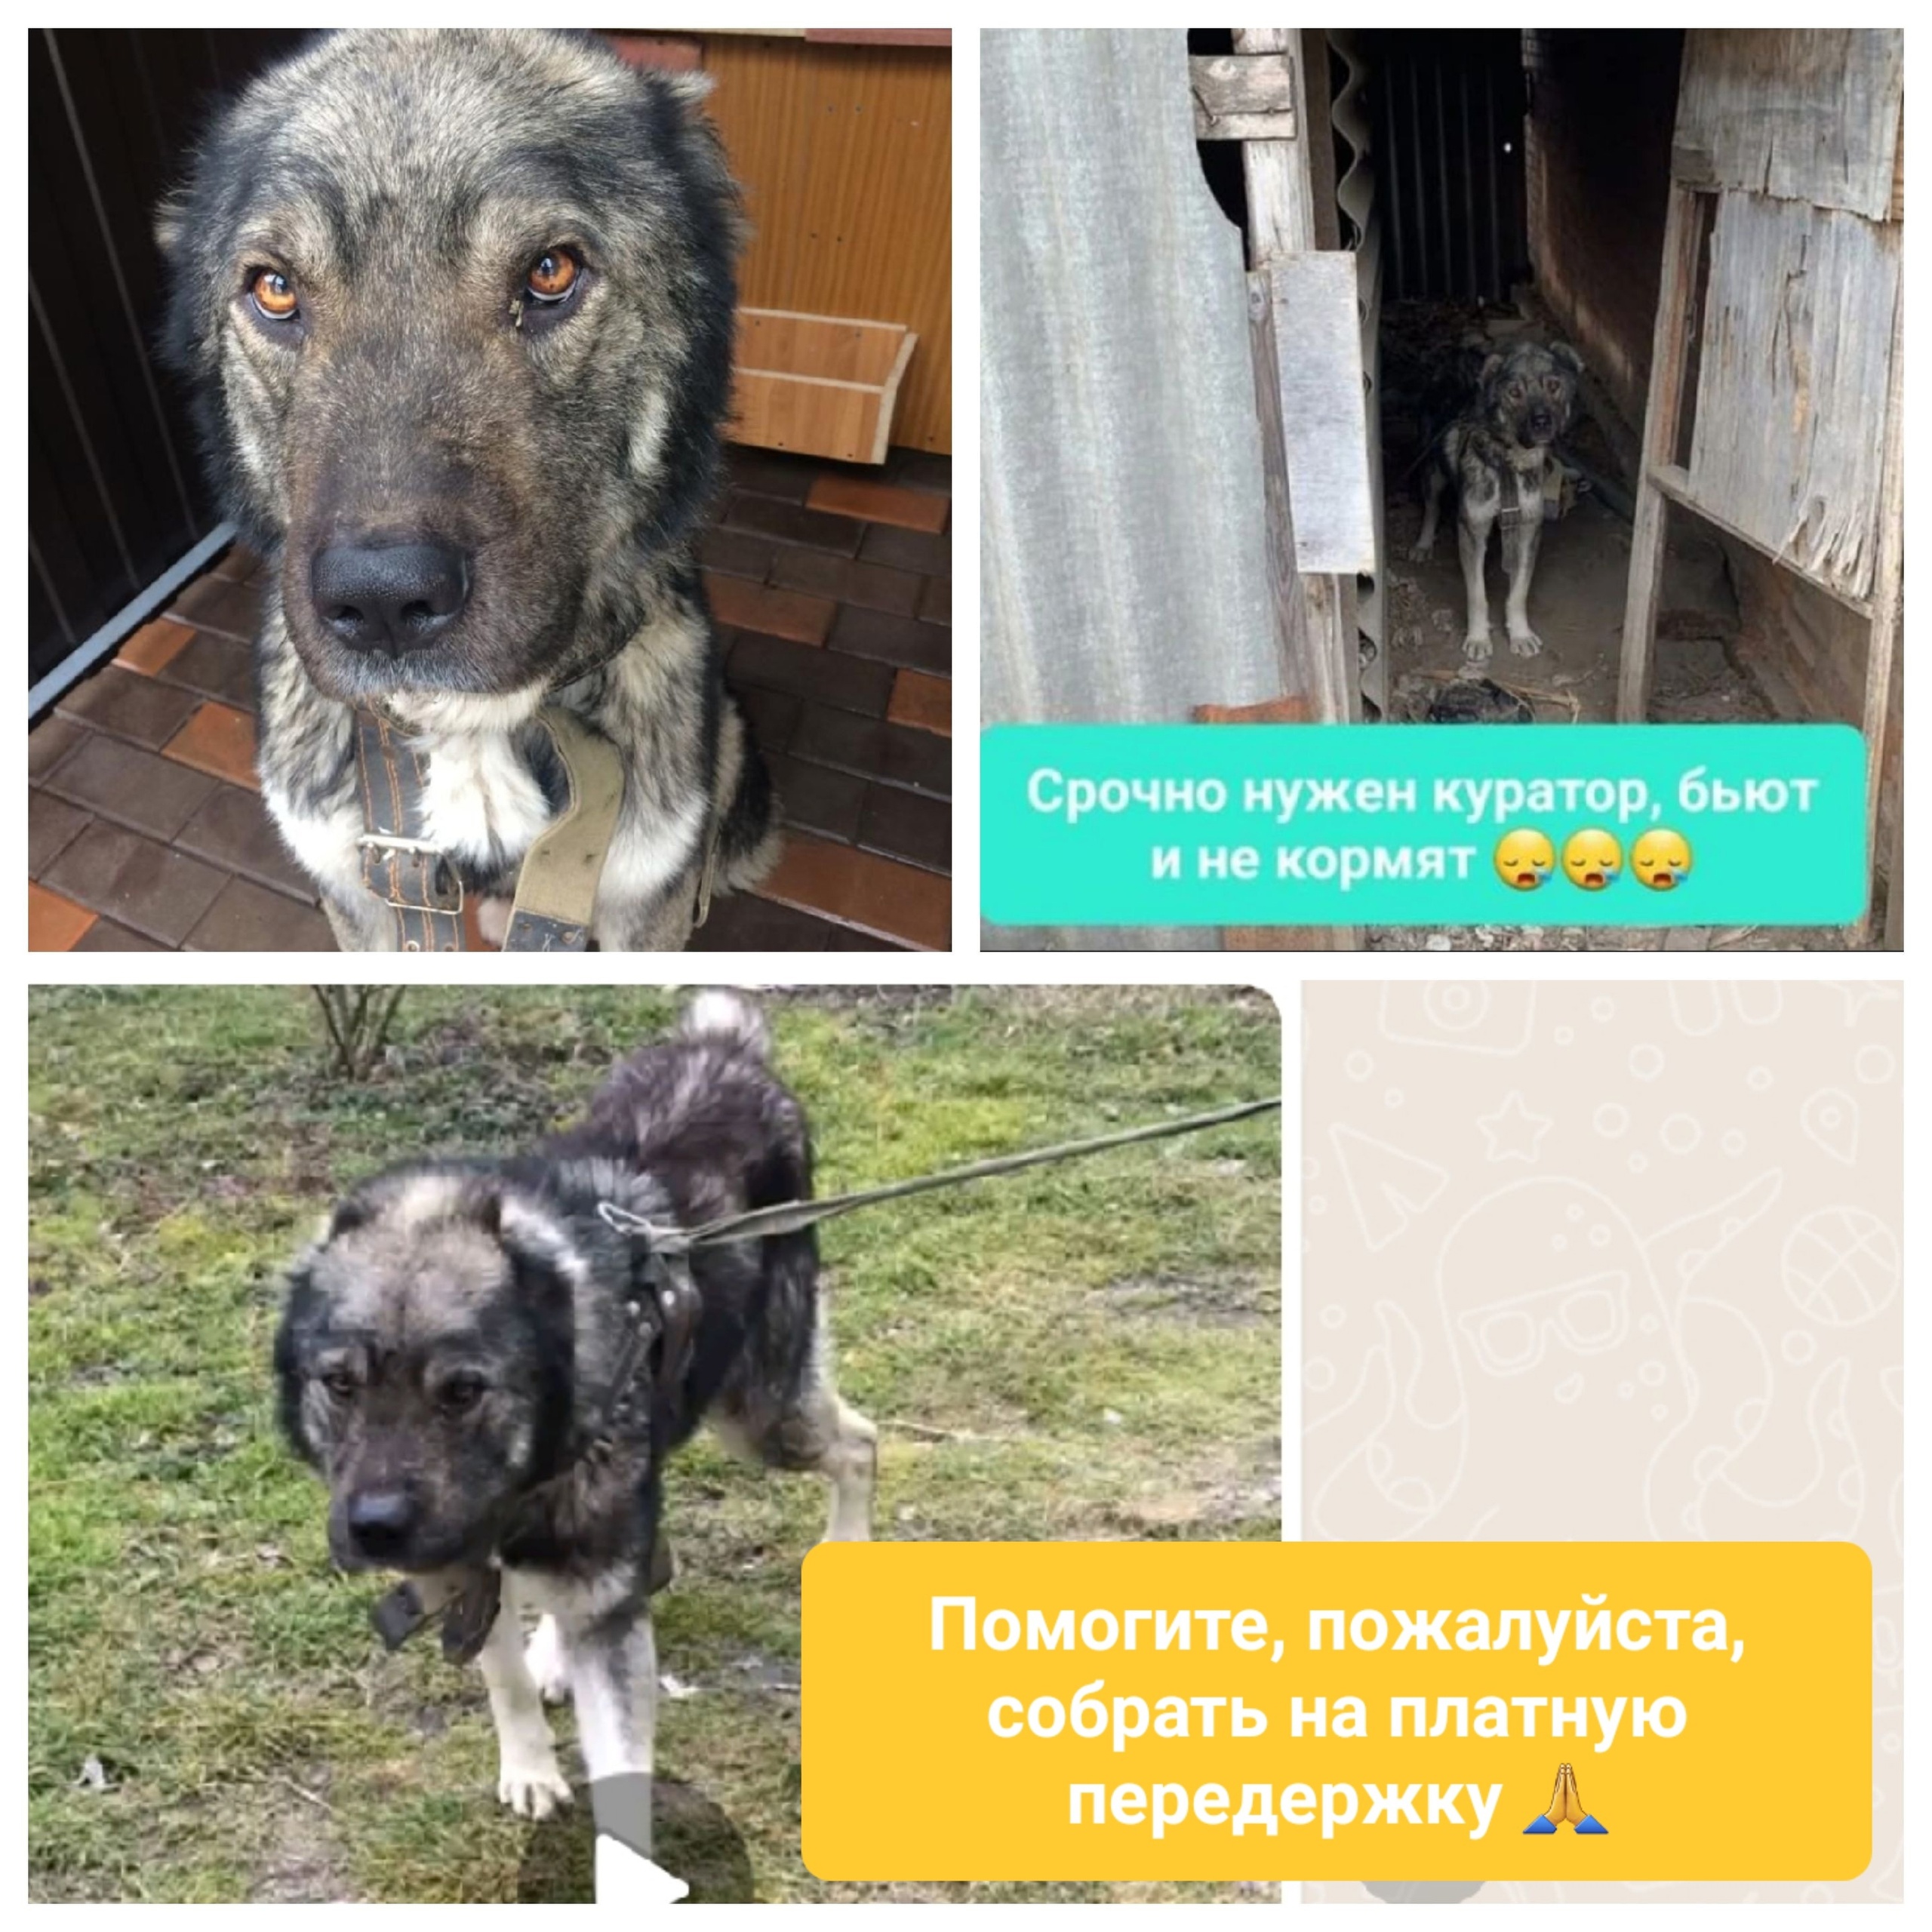 Срочно нужен куратор, бьют
и не кормят 😪😪😪
Помогите, пожалуйста,
собрать на платную
передержку 🙏